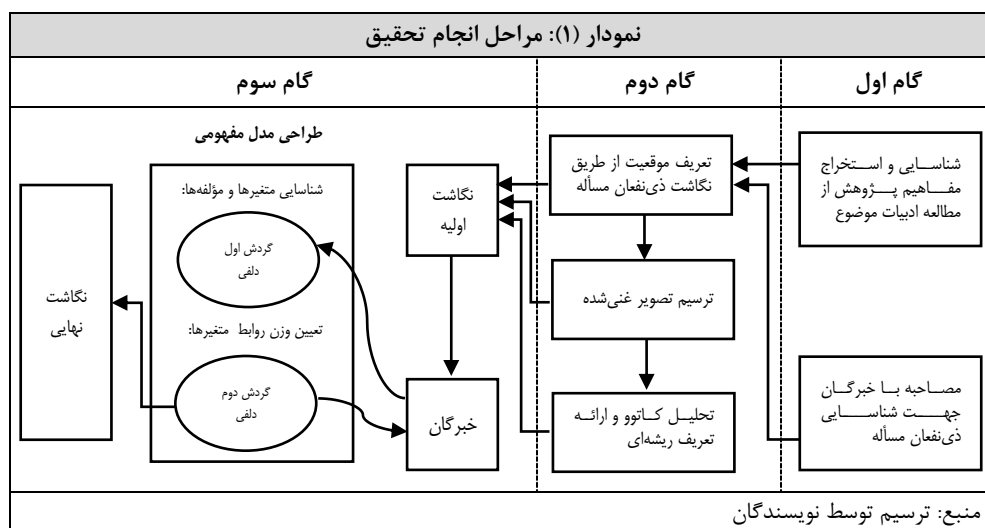 نمودار (۱): مراحل انجام تحقیق
گام اول
گام دوم
گام سوم
شناسایی و استخراج
مفاهیم پژوهش از
مطالعه ادبیات موضوع
مصاحبه با خبرگان
جهت شناسایی
ذی‌نفعان مسأله
تعریف موقعیت از طریق
نگاشت ذی‌نفعان مسأله
ترسیم تصویر غنی‌شده
تحلیل کاتوو و ارائه
تعریف ریشه‌ای
نگاشت
اولیه
خبرگان
طراحی مدل مفهومی
شناسایی متغیرها و مؤلفه‌ها:
گردش اول
دلفی
تعیین وزن روابط متغیرها:
گردش دوم
دلفی
نگاشت
نهایی
منبع: ترسیم توسط نویسندگان